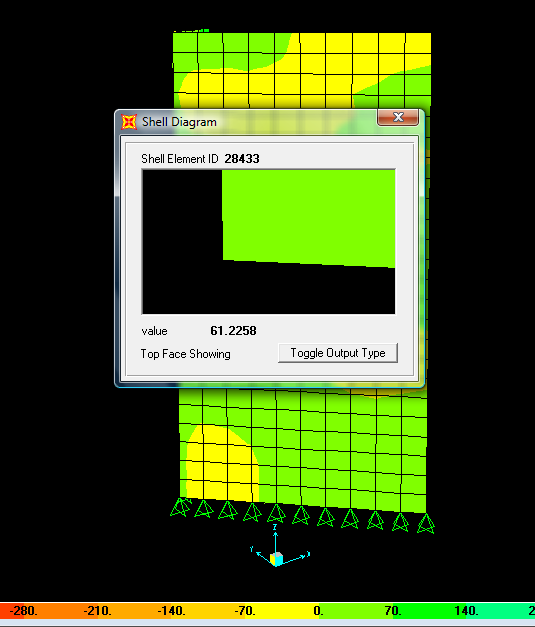 Shell Diagram
Shell Element ID 28433
value 61.2258
Top Face Showing
Toggle Output Type
Z
Y X
-280. -210. -140. -70. 0. 70. 140. 2